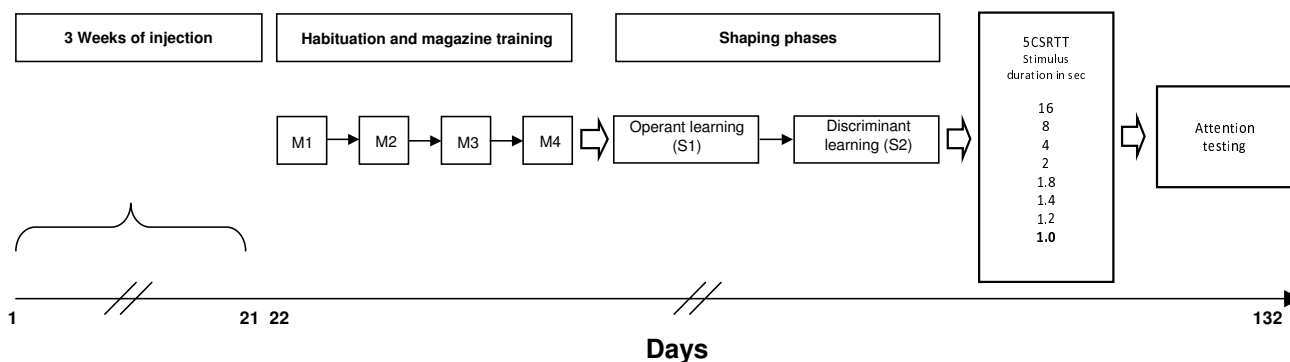 3 Weeks of injection
Habituation and magazine training
Shaping phases
5CSRTT
Stimulus
duration in sec
16
8
4
2
1.8
1.4
1.2
1.0
M1
M2
M3
M4
Operant learning
(S1)
Discriminant
learning (S2)
Attention
testing
1
21 22
132
Days